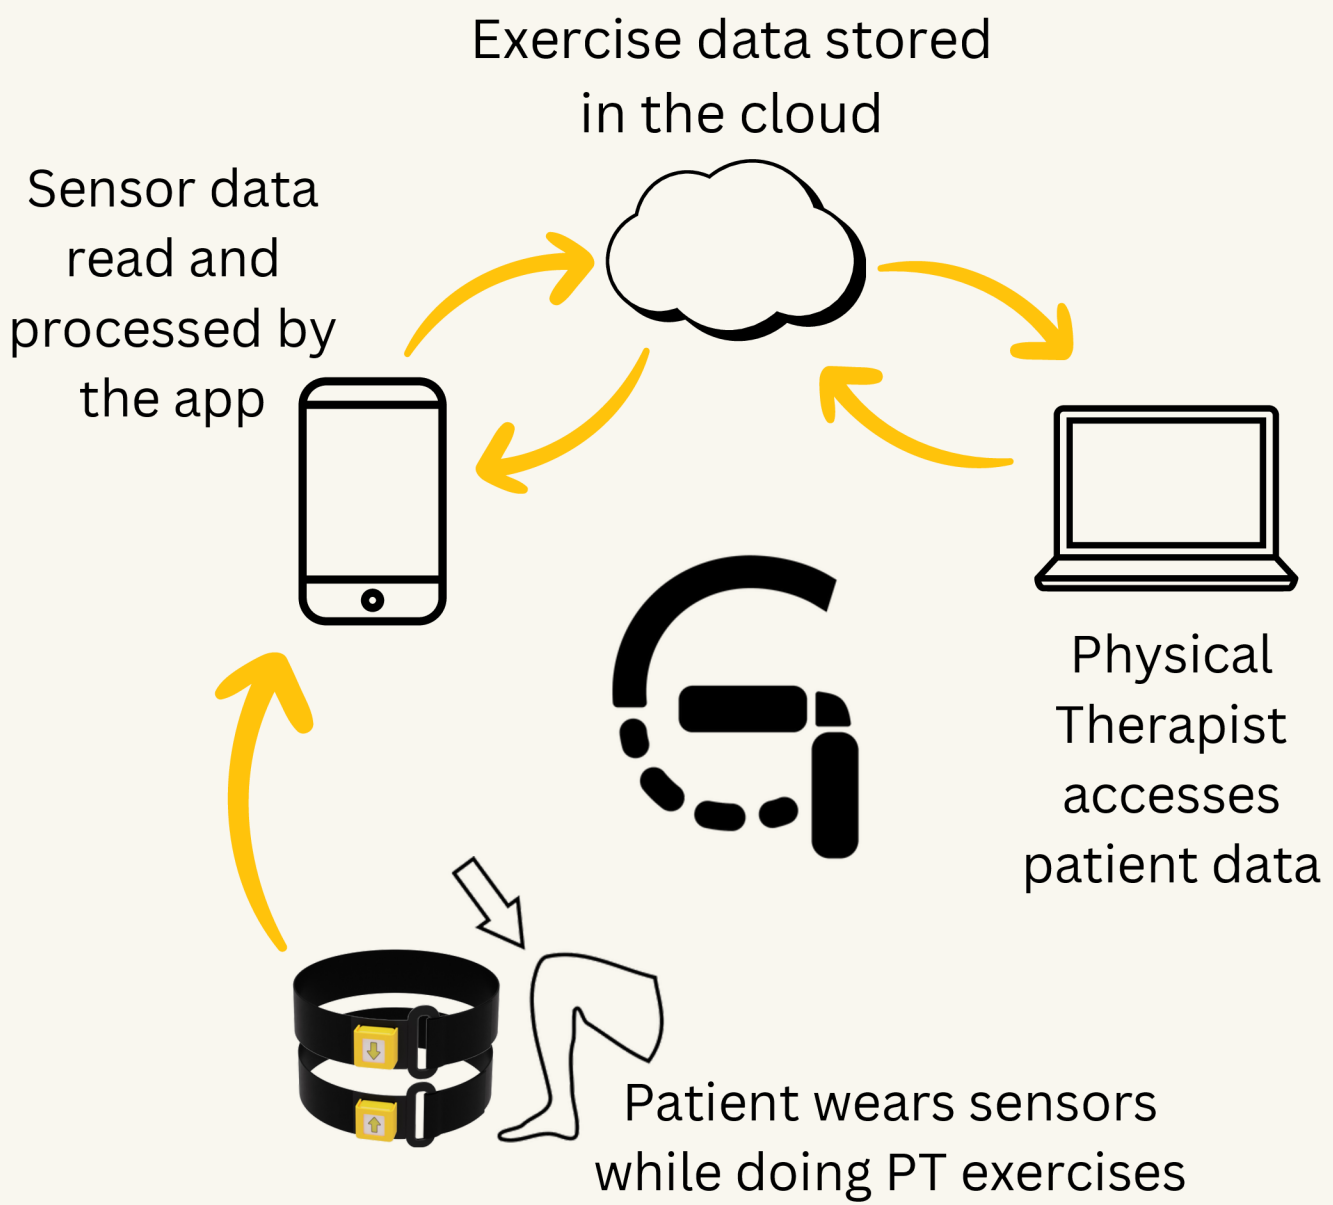 Exercise data stored
in the cloud
Sensor data
read and
processed by
the app
Physical
Therapist
accesses
patient data
Patient wears sensors
while doing PT exercises